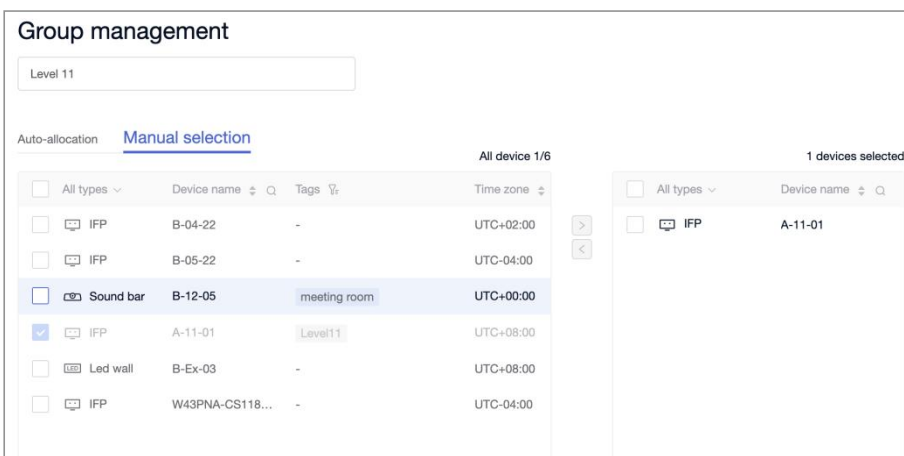 Group management
Level 11
Auto-allocation Manual selection
All device 1/6 1 devices selected
All types Device name Tags Time zone All types Device name
IFP B-04-22 - UTC+02:00 > IFP A-11-01
IFP B-05-22 - UTC-04:00 <
Sound bar B-12-05 meeting room UTC+00:00
IFP A-11-01 Level11 UTC+08:00
LED Led wall B-Ex-03 - UTC+08:00
IFP W43PNA-CS118... - UTC-04:00